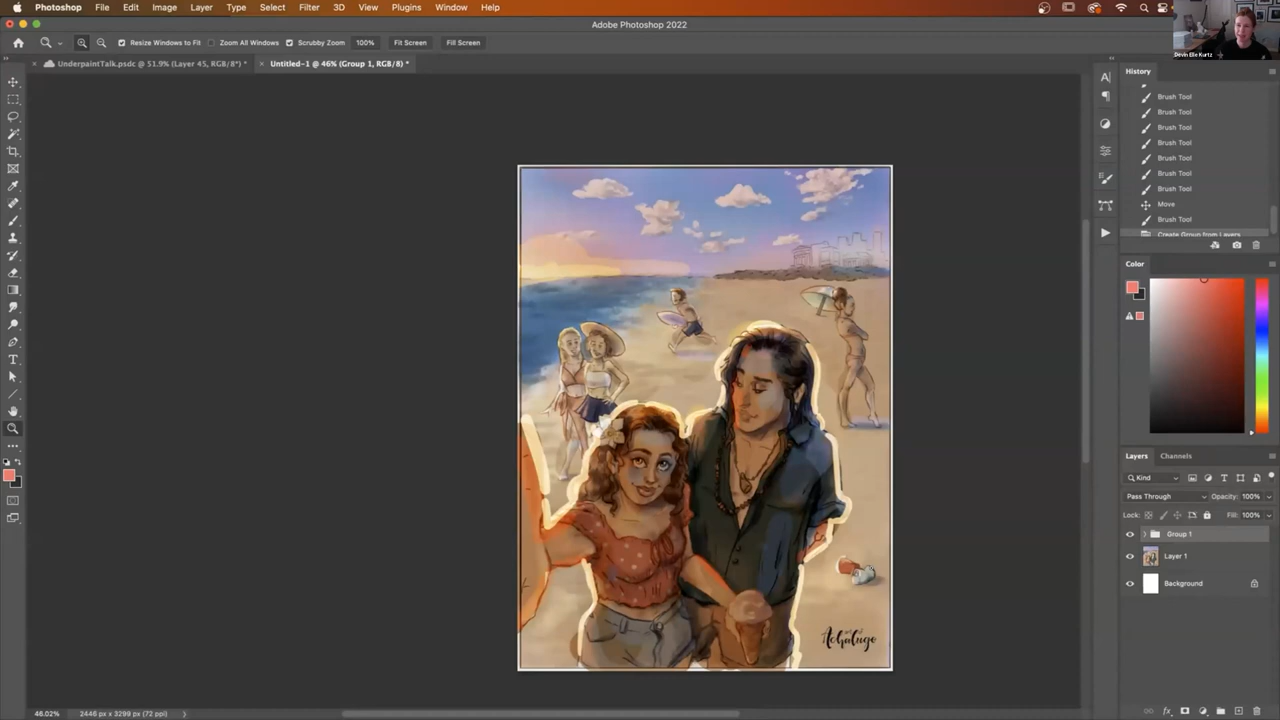 Photoshop File Edit Image Layer Type Select Filter 3D View Plugins Window Help
Adobe Photoshop 2022
Resize Windows to Fit Zoom All Windows Scrubby Zoom 100% Fit Screen Fill Screen
Devin Elle Kurtz
UnderpaintTalk.psdc @ 51.9% (Layer 45, RGB/8*) *
Untitled-1 @ 46% (Group 1, RGB/8) *
History
Brush Tool
Brush Tool
Brush Tool
Brush Tool
Brush Tool
Brush Tool
Brush Tool
Move
Brush Tool
Create Group from Layers
Color
Layers Channels
Kind
Pass Through Opacity: 100%
Lock: Fill: 100%
Group 1
Layer 1
Background
Achalugo
46.02% 2446 px x 3299 px (72 ppi)